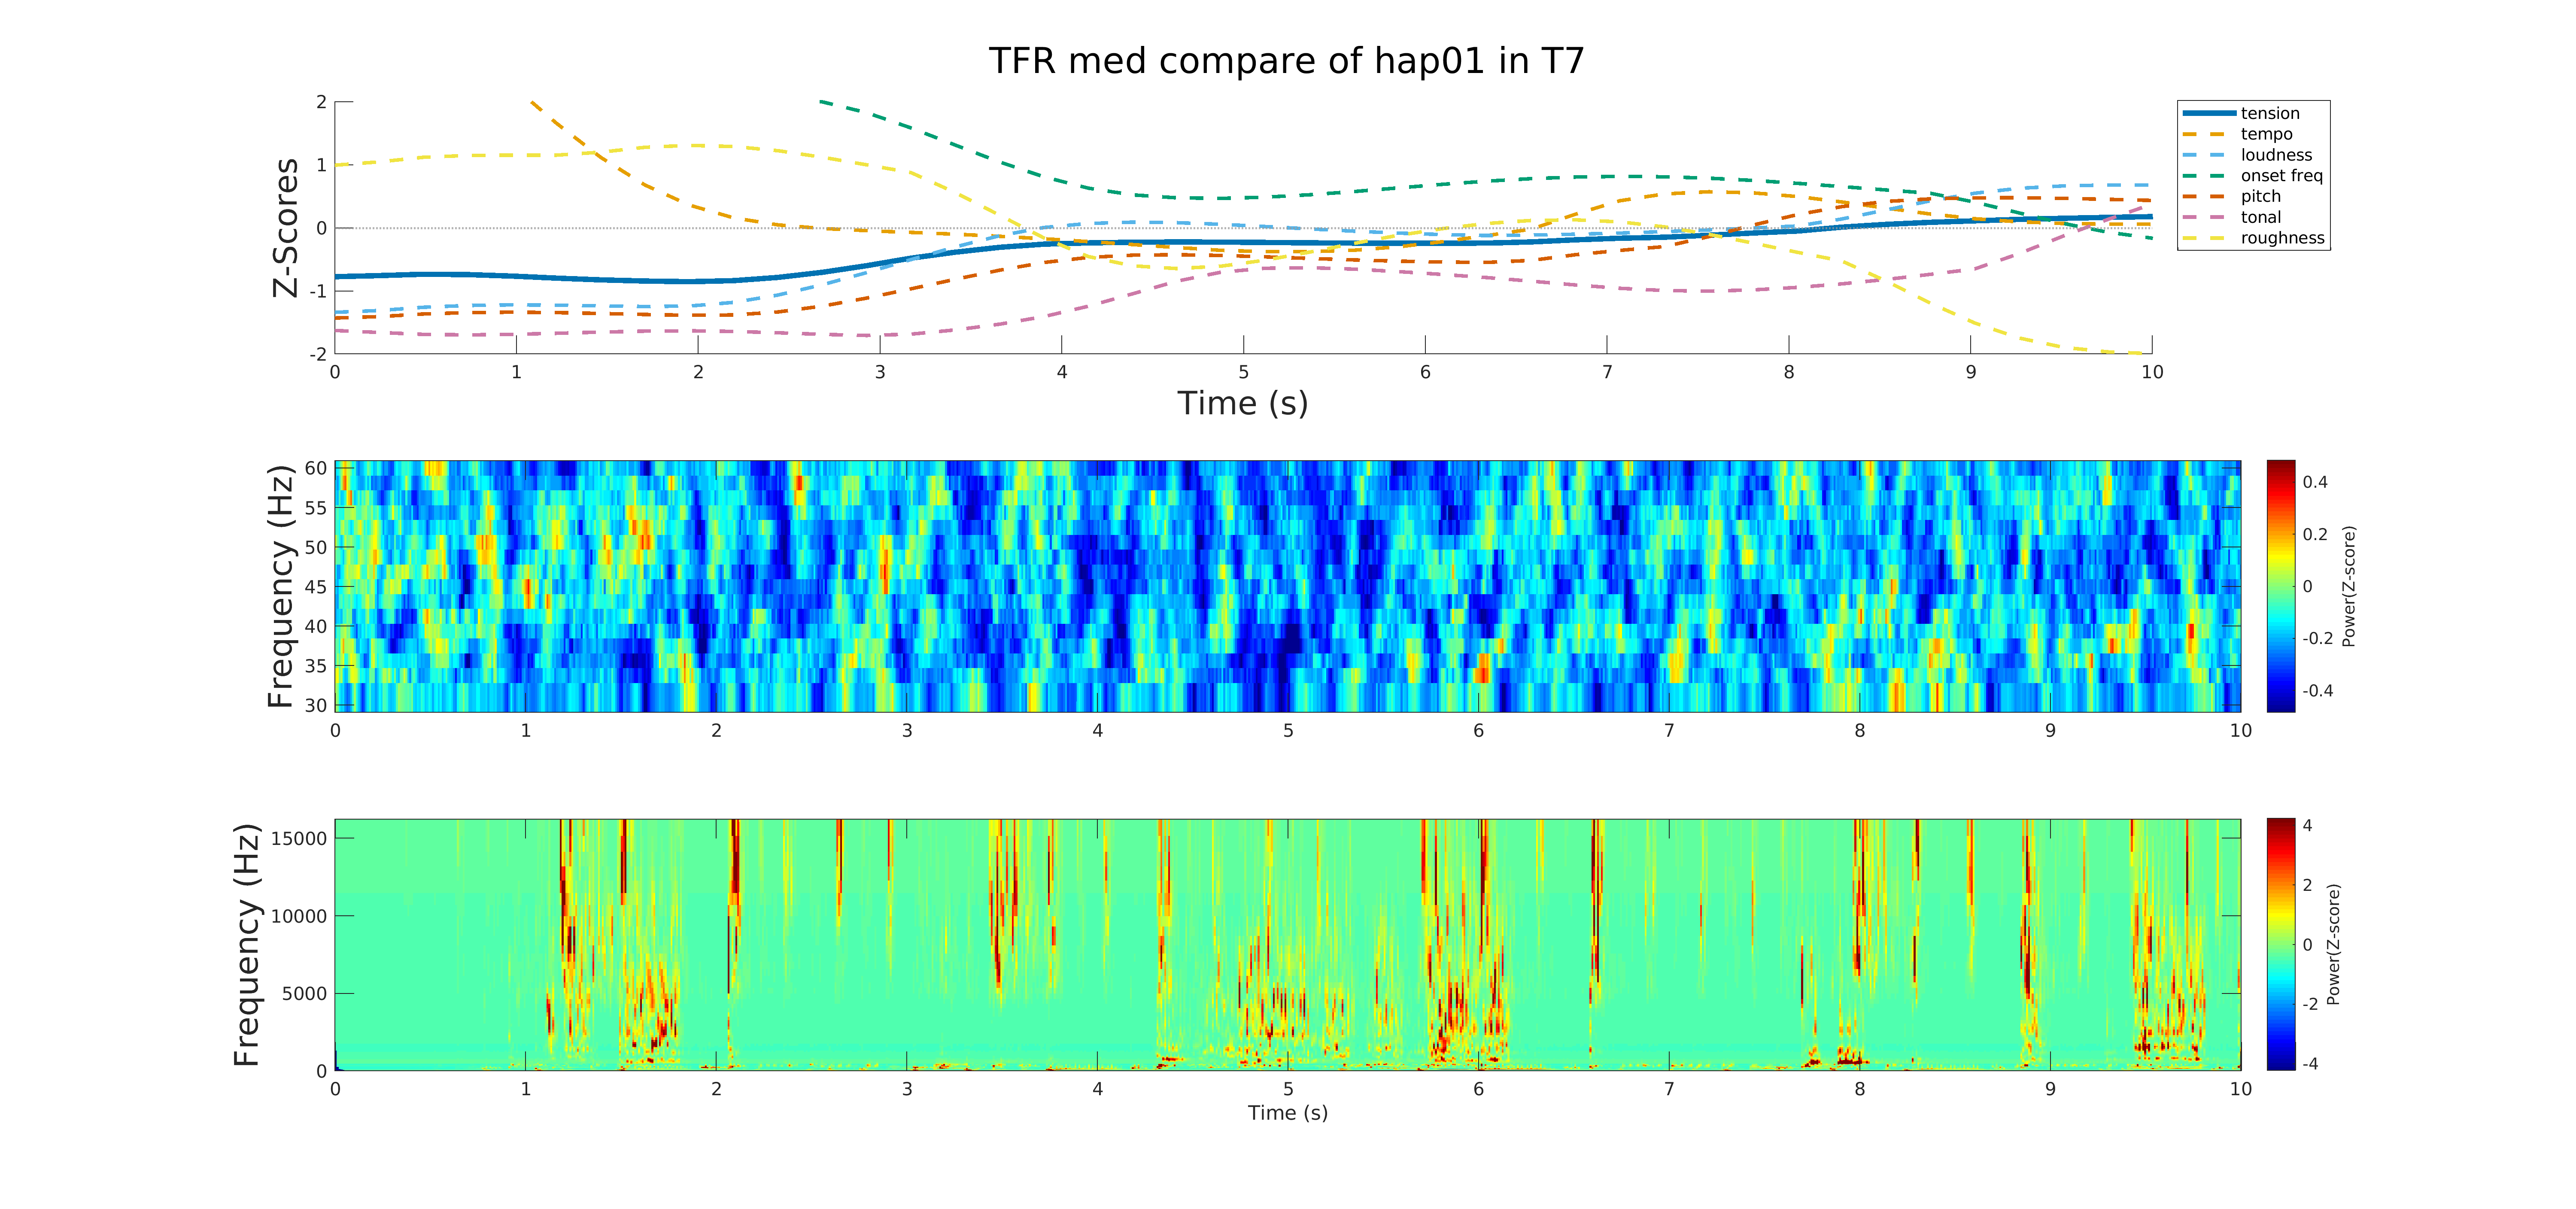 TFR med compare of hap01 in T7
Z-Scores
2
1
0
-1
-2
0 1 2 3 4 5 6 7 8 9 10
Time (s)
tension
tempo
loudness
onset freq
pitch
tonal
roughness
Frequency (Hz)
60
55
50
45
40
35
30
0 1 2 3 4 5 6 7 8 9 10
0.4
0.2
0
-0.2
-0.4
Power(Z-score)
Frequency (Hz)
15000
10000
5000
0
0 1 2 3 4 5 6 7 8 9 10
Time (s)
4
2
0
-2
-4
Power(Z-score)